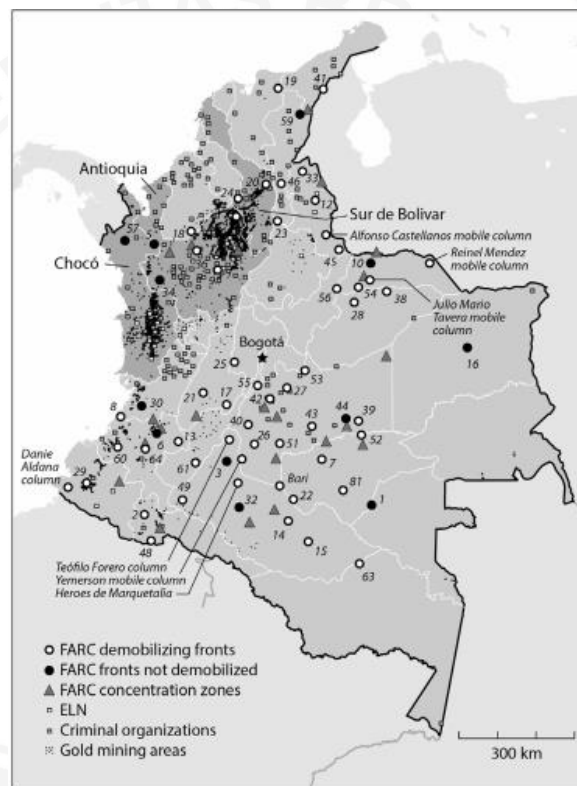 19
41
59
Antioquia
20
46
33
24
12
Sur de Bolivar
57
5
18
23
Alfonso Castellanos mobile column
36
45
10
Reinel Mendez
mobile column
Chocó
34
56
54
38
28
Julio Mario
Tavera mobile
column
Bogotá
16
25
53
55
27
30
21
17
42
8
40
43
44
39
6
13
26
51
52
Danie
Aldana
column
60
64
61
3
7
29
Bari
49
32
22
81
1
2
14
48
15
63
Teófilo Forero column
Yemerson mobile column
Heroes de Marquetalia
FARC demobilizing fronts
FARC fronts not demobilized
FARC concentration zones
ELN
Criminal organizations
Gold mining areas
300 km